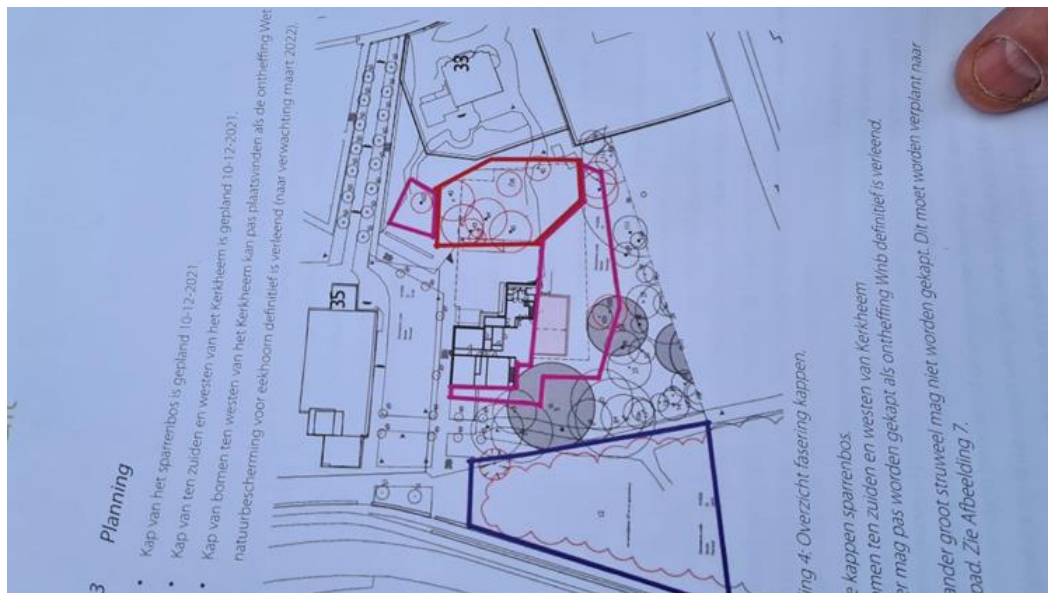 3
Planning
• Kap van het sparrenbos is gepland 10-12-2021
• Kap van ten zuiden en westen van het Kerkheem is gepland 10-12-2021.
• Kap van bomen ten westen van het Kerkheem kan pas plaatsvinden als de ontheffing Wet
natuurbescherming voor eekhoorn definitief is verleend (naar verwachting maart 2022).
33
35
ing 4: Overzicht fasering kappen.
e kappen sparrenbos.
men ten zuiden en westen van Kerkheem
er mag pas worden gekapt als ontheffing Wnb definitief is verleend.
ander groot struweel mag niet worden gekapt. Dit moet worden verplant naar
pad. Zie Afbeelding 7.